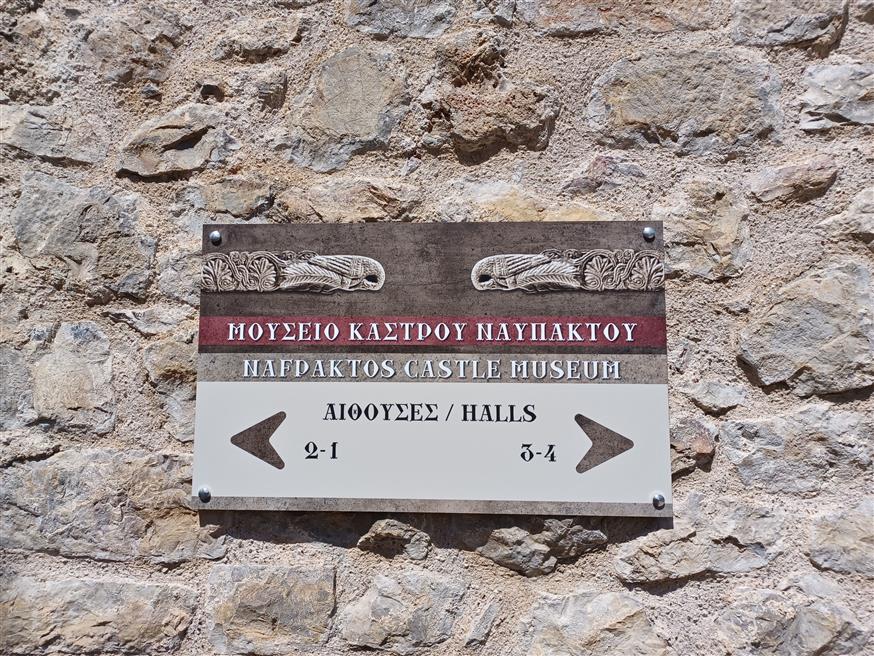 ΜΟΥΣΕΙΟ ΚΑΣΤΡΟΥ ΝΑΥΠΑΚΤΟΥ
NAFPAKTOS CASTLE MUSEUM
ΑΙΘΟΥΣΕΣ / HALLS
2-1 3-4